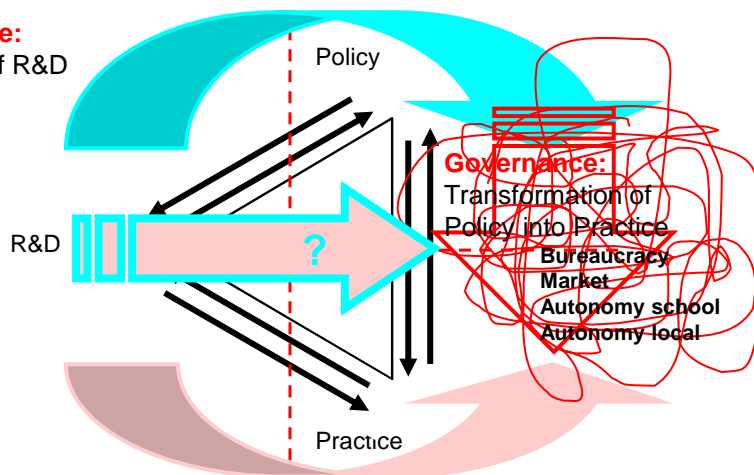 e:
f R&D
Policy
Governance:
Transformation of
Policy into Practice
R&D
?
Bureaucracy
Market
Autonomy school
Autonomy local
Practice